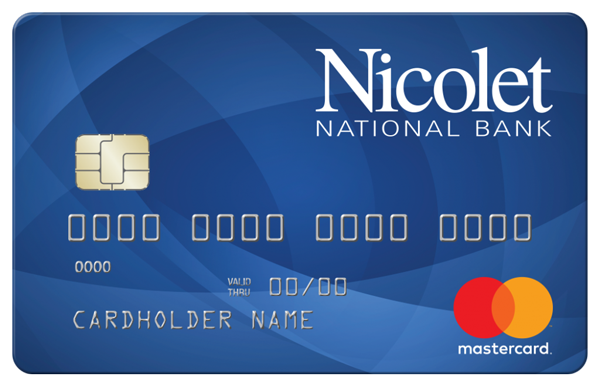 Nicolet
NATIONAL BANK
0000 0000 0000 0000
0000
VALID
THRU 00/00
CARDHOLDER NAME
mastercard.